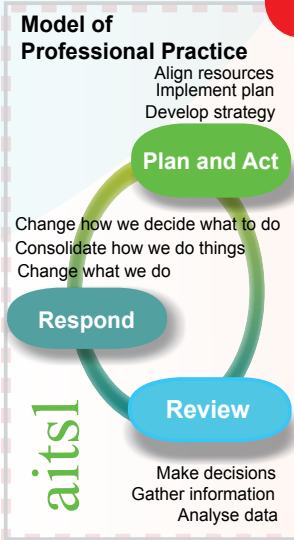 Model of
Professional Practice
Align resources
Implement plan
Develop strategy
Plan and Act
Change how we decide what to do
Consolidate how we do things
Change what we do
Respond
Review
aitsl
Make decisions
Gather information
Analyse data